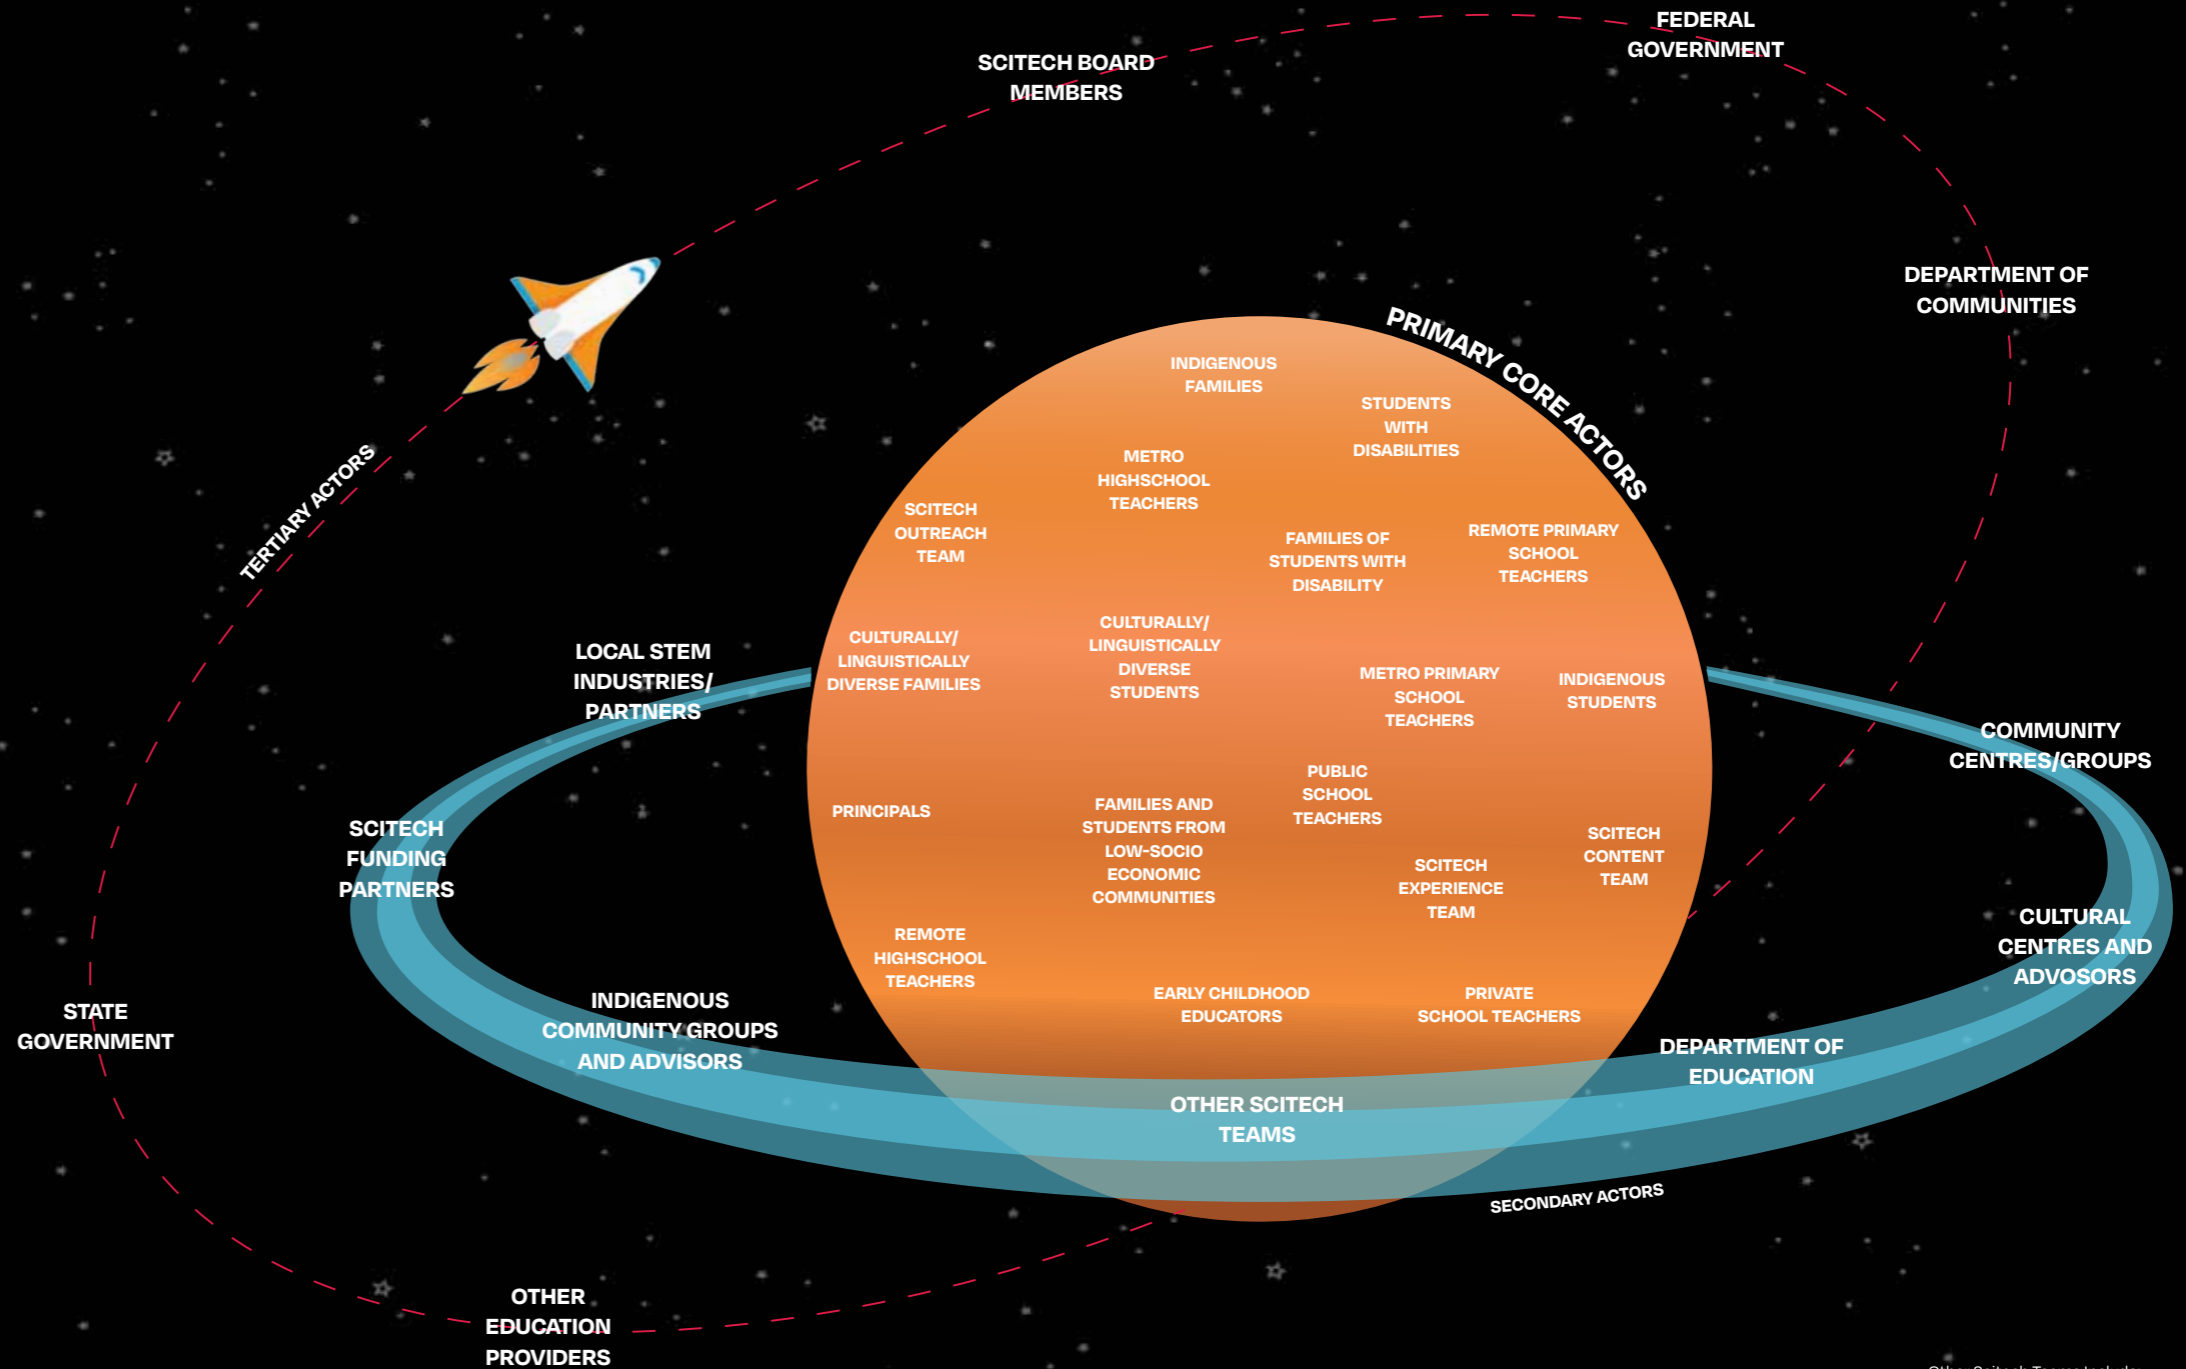 FEDERAL
GOVERNMENT
SCITECH BOARD
MEMBERS
DEPARTMENT OF
COMMUNITIES
PRIMARY CORE ACTORS
INDIGENOUS
FAMILIES
STUDENTS
WITH
DISABILITIES
METRO
HIGHSCHOOL
TEACHERS
SCITECH
OUTREACH
TEAM
FAMILIES OF
STUDENTS WITH
DISABILITY
REMOTE PRIMARY
SCHOOL
TEACHERS
TERTIARY ACTORS
CULTURALLY/
LINGUISTICALLY
DIVERSE FAMILIES
CULTURALLY/
LINGUISTICALLY
DIVERSE
STUDENTS
METRO PRIMARY
SCHOOL
TEACHERS
INDIGENOUS
STUDENTS
LOCAL STEM
INDUSTRIES/
PARTNERS
COMMUNITY
CENTRES/GROUPS
PRINCIPALS
FAMILIES AND
STUDENTS FROM
LOW-SOCIO
ECONOMIC
COMMUNITIES
PUBLIC
SCHOOL
TEACHERS
SCITECH
EXPERIENCE
TEAM
SCITECH
CONTENT
TEAM
SCITECH
FUNDING
PARTNERS
CULTURAL
CENTRES AND
ADVOSORS
REMOTE
HIGHSCHOOL
TEACHERS
EARLY CHILDHOOD
EDUCATORS
PRIVATE
SCHOOL TEACHERS
STATE
GOVERNMENT
INDIGENOUS
COMMUNITY GROUPS
AND ADVISORS
DEPARTMENT OF
EDUCATION
OTHER SCITECH
TEAMS
SECONDARY ACTORS
OTHER
EDUCATION
PROVIDERS